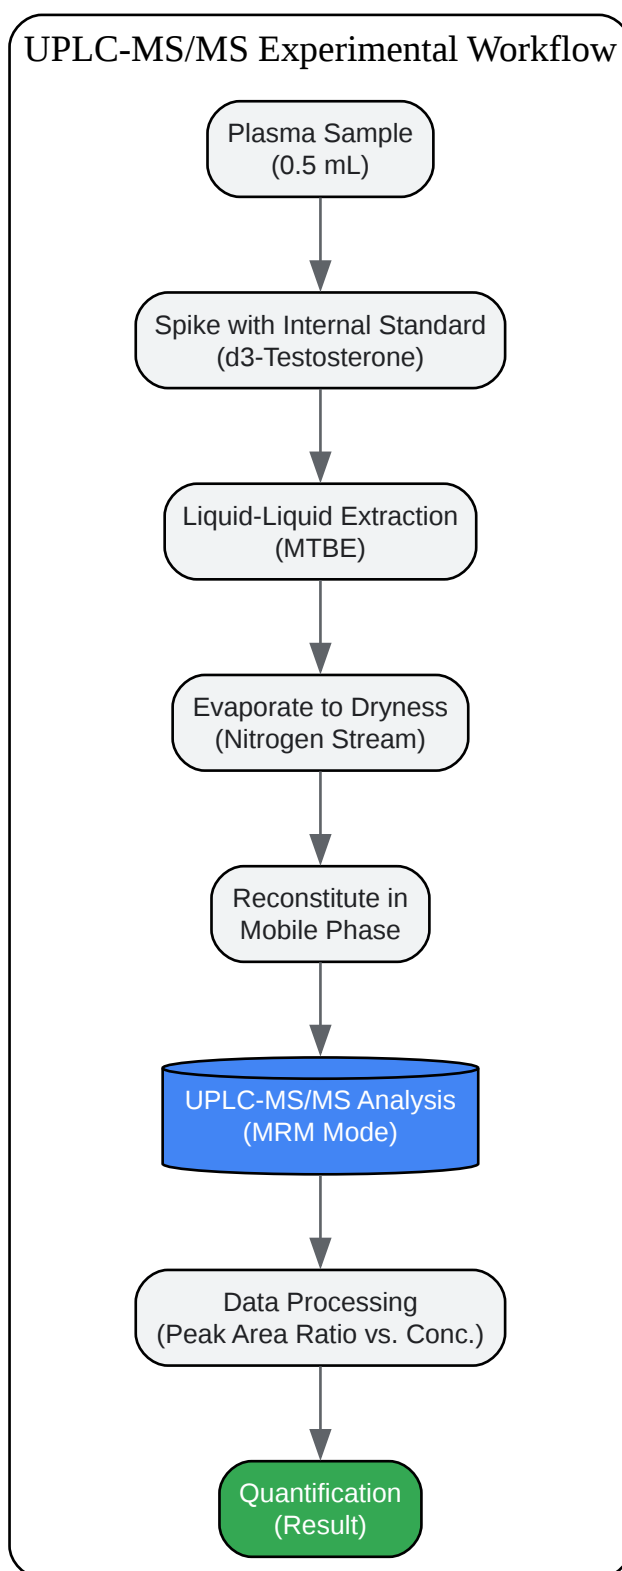 UPLC-MS/MS Experimental Workflow
Plasma Sample
(0.5 mL)
Spike with Internal Standard
(d3-Testosterone)
Liquid-Liquid Extraction
(MTBE)
Evaporate to Dryness
(Nitrogen Stream)
Reconstitute in
Mobile Phase
UPLC-MS/MS Analysis
(MRM Mode)
Data Processing
(Peak Area Ratio vs. Conc.)
Quantification
(Result)